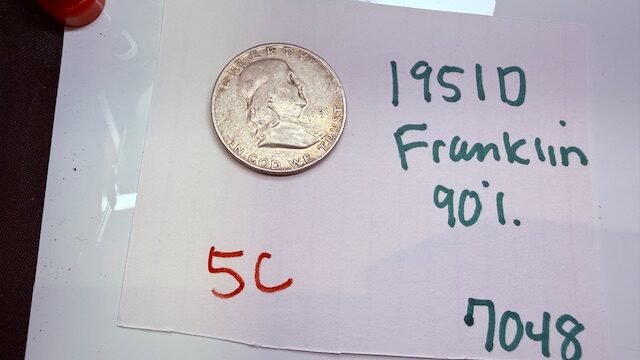 LIBERTY
IN GOD WE TRUST
1951D
Franklin
90%.
5C
7048